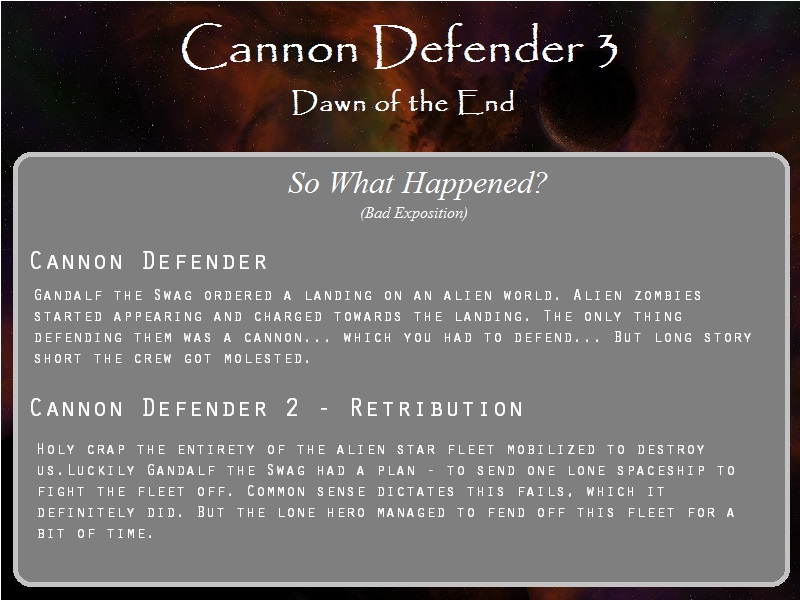 Cannon Defender 3
Dawn of the End
So What Happened?
(Bad Exposition)
Cannon Defender
Gandalf the Swag ordered a landing on an alien world. Alien zombies
started appearing and charged towards the landing. The only thing
defending them was a cannon... which you had to defend... But long story
short the crew got molested.
Cannon Defender 2 - Retribution
Holy crap the entirety of the alien star fleet mobilized to destroy
us.Luckily Gandalf the Swag had a plan - to send one lone spaceship to
fight the fleet off. Common sense dictates this fails, which it
definitely did. But the lone hero managed to fend off this fleet for a
bit of time.